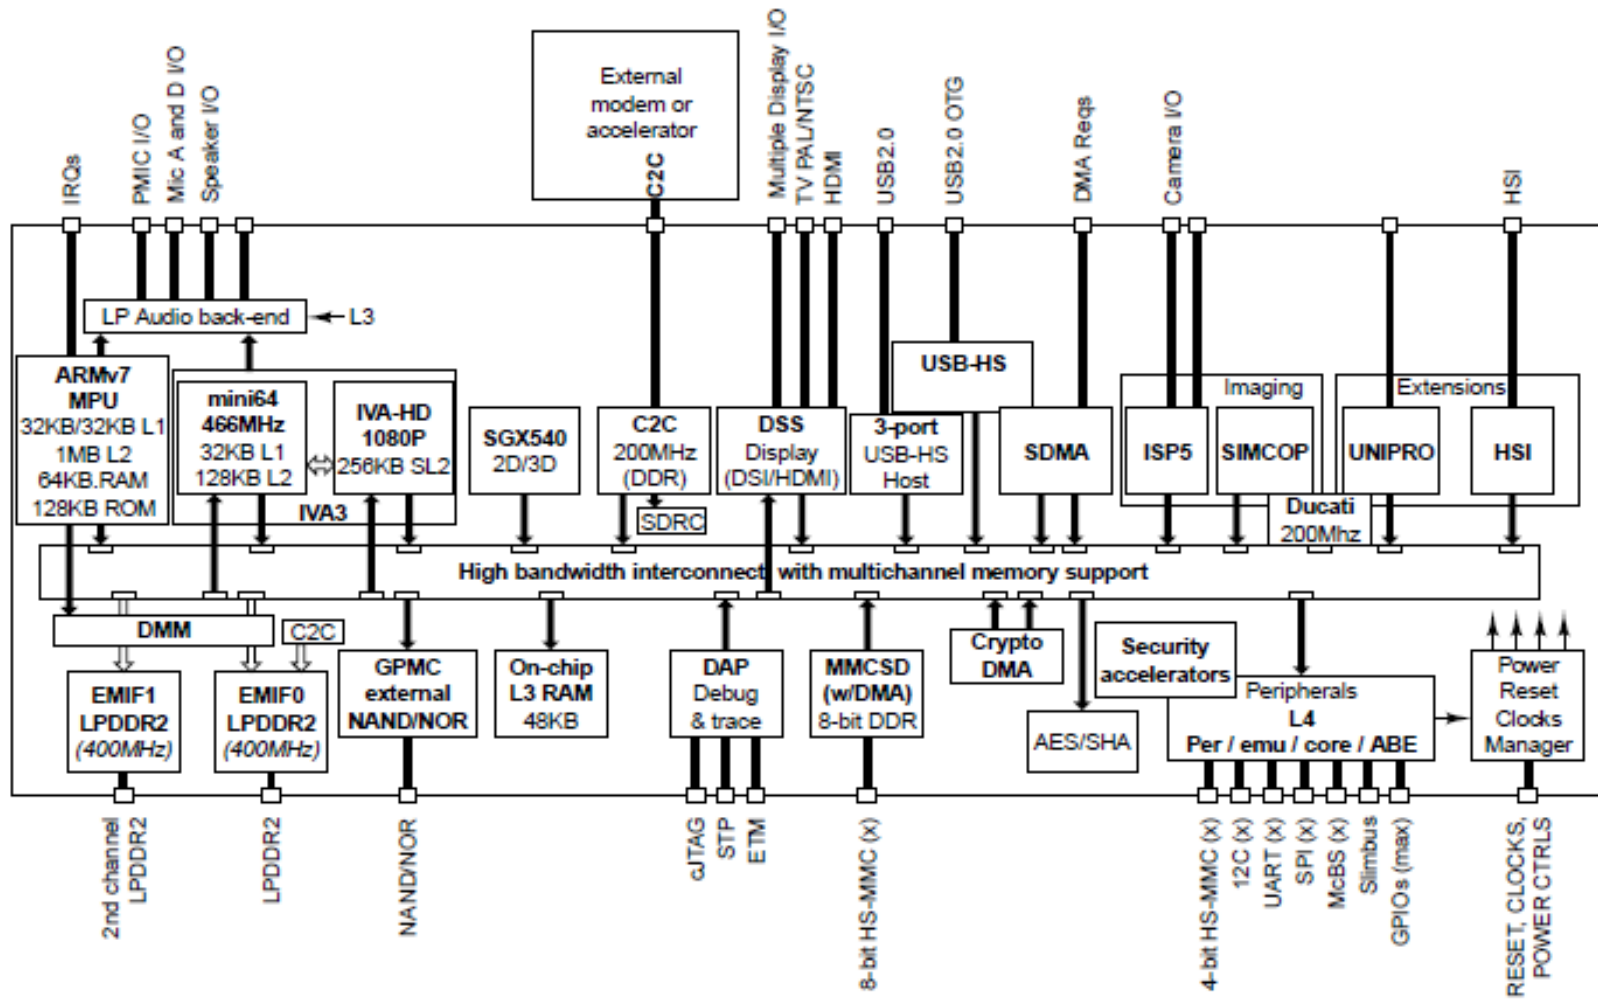 IRQs
PMIC I/O
Mic A and D I/O
Speaker I/O
External
modem or
accelerator
C2C
Multiple Display I/O
TV PAL/NTSC
HDMI
USB2.0
USB2.0 OTG
DMA Reqs
Camera I/O
HSI
LP Audio back-end
L3
ARMv7
MPU
32KB/32KB L1
1MB L2
64KB.RAM
128KB ROM
mini64
466MHz
32KB L1
128KB L2
IVA-HD
1080P
256KB SL2
IVA3
SGX540
2D/3D
C2C
200MHz
(DDR)
SDRC
DSS
Display
(DSI/HDMI)
3-port
USB-HS
Host
USB-HS
SDMA
Imaging
ISP5
SIMCOP
Ducati
200Mhz
Extensions
UNIPRO
HSI
High bandwidth interconnect with multichannel memory support
DMM
C2C
EMIF1
LPDDR2
(400MHz)
EMIF0
LPDDR2
(400MHz)
GPMC
external
NAND/NOR
On-chip
L3 RAM
48KB
DAP
Debug
& trace
MMCSD
(w/DMA)
8-bit DDR
Crypto
DMA
AES/SHA
Security
accelerators
Peripherals
L4
Per / emu / core / ABE
Power
Reset
Clocks
Manager
2nd channel
LPDDR2
LPDDR2
NAND/NOR
cJTAG
STP
ETM
8-bit HS-MMC (x)
4-bit HS-MMC (x)
12C (x)
UART (x)
SPI (x)
McBS (x)
Slimbus
GPIOs (max)
RESET, CLOCKS,
POWER CTRLS